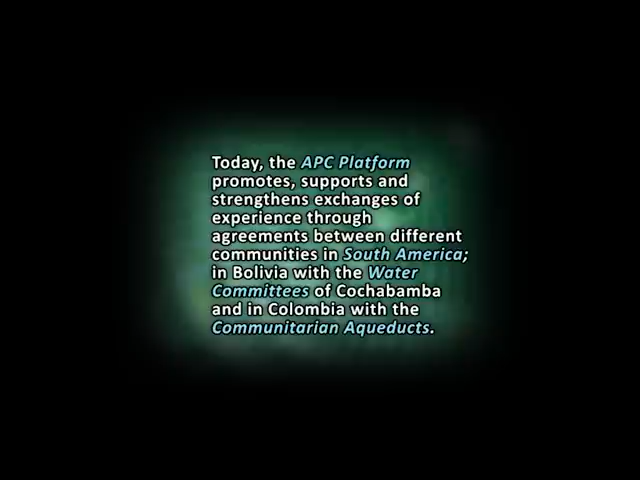 Today, the APC Platform
promotes, supports and
strengthens exchanges of
experience through
agreements between different
communities in South America;
in Bolivia with the Water
Committees of Cochabamba
and in Colombia with the
Communitarian Aqueducts.